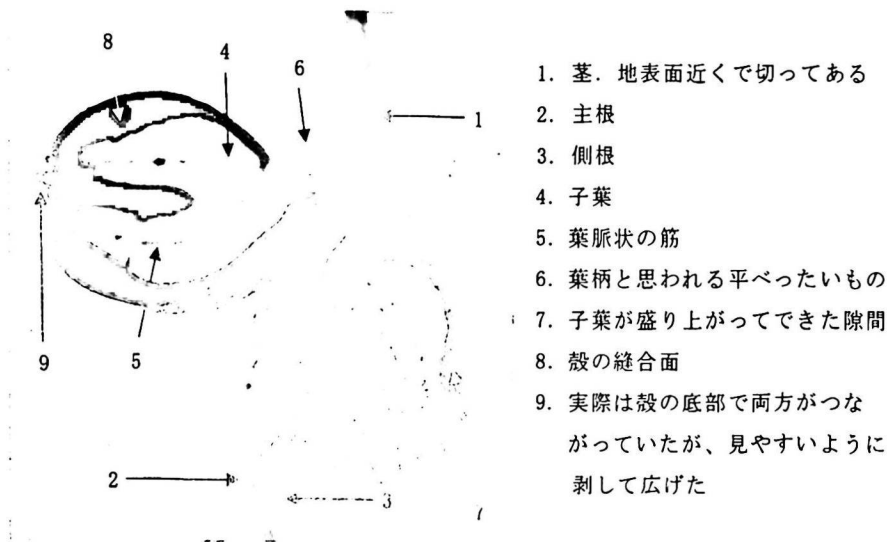 8
4
6
1
9
5
2
3
1. 茎. 地表面近くで切ってある
2. 主根
3. 側根
4. 子葉
5. 葉脈状の筋
6. 葉柄と思われる平べったいもの
7. 子葉が盛り上がってできた隙間
8. 殻の縫合面
9. 実際は殻の底部で両方がつな
がっていたが、見やすいように
剥して広げた